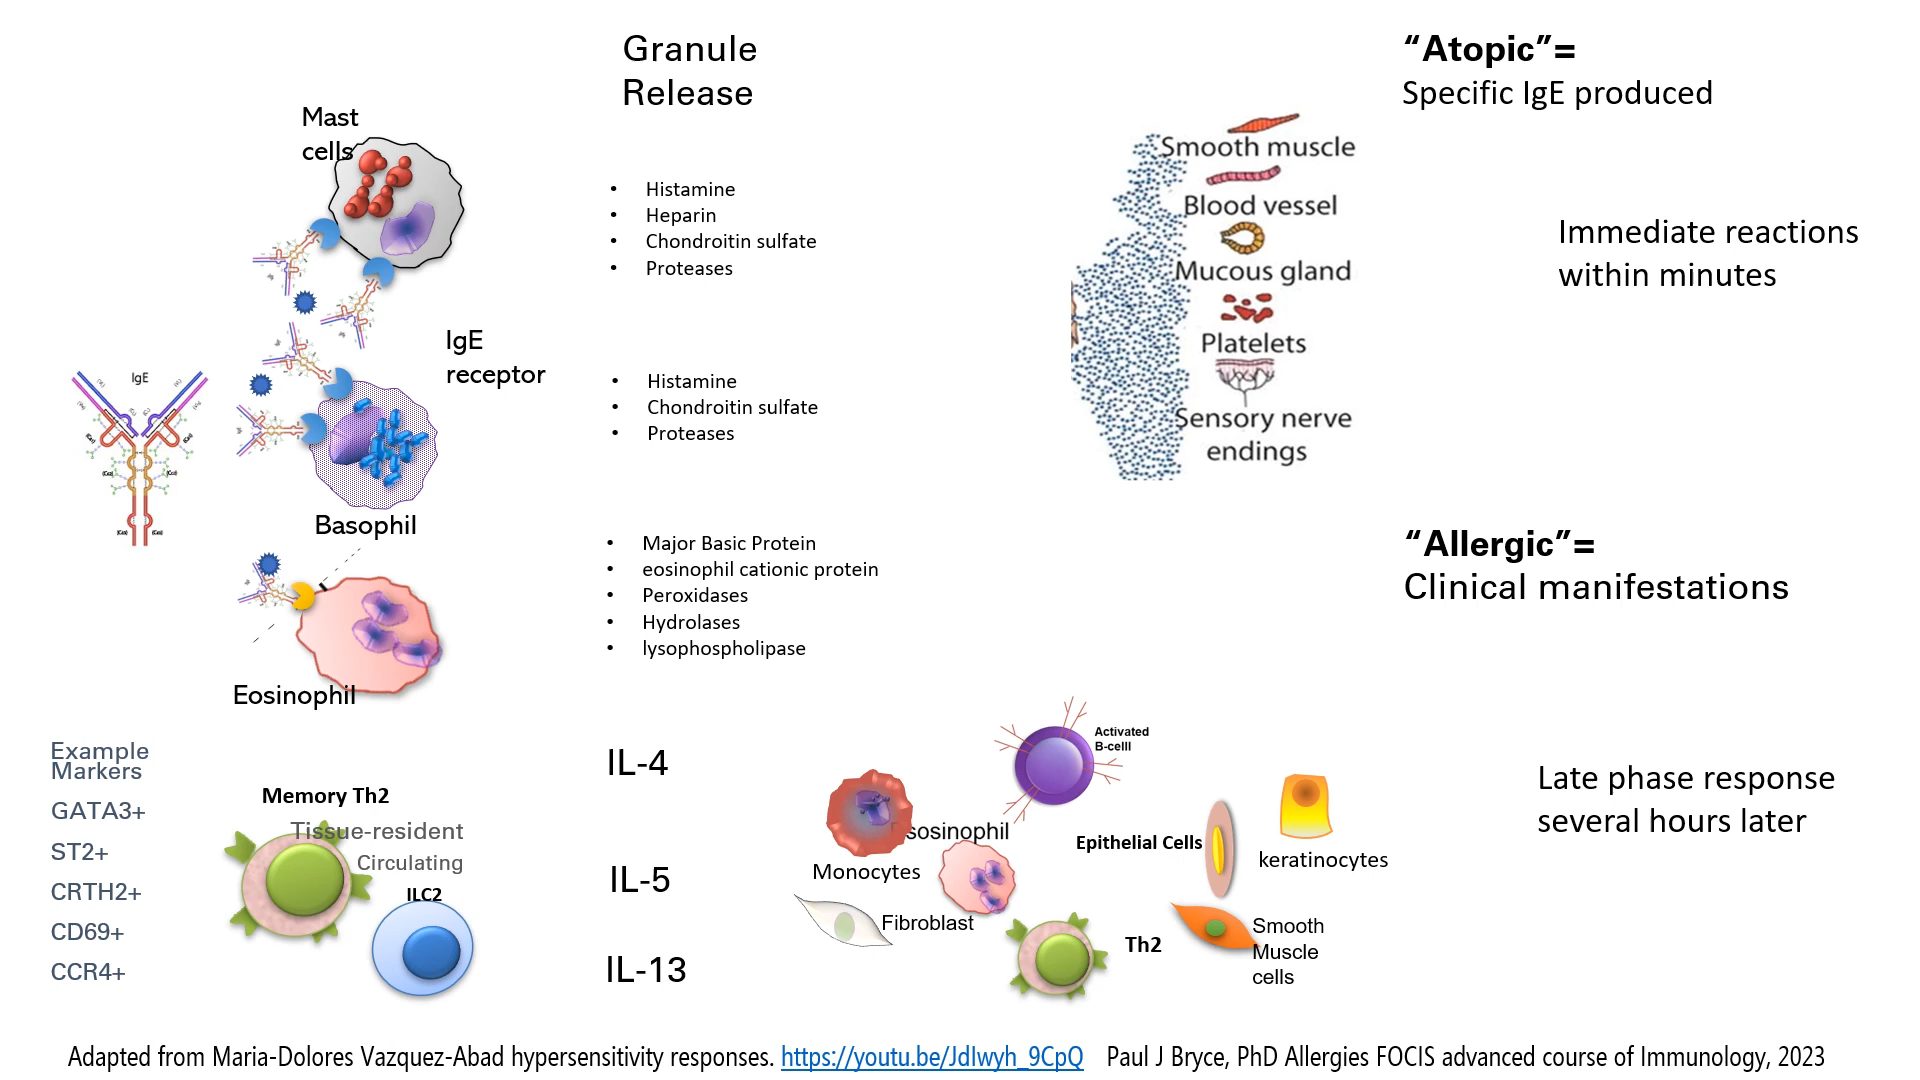 Granule
Release
“Atopic”=
Specific IgE produced
Mast
cells
• Histamine
• Heparin
• Chondroitin sulfate
• Proteases
Smooth muscle
Blood vessel
Mucous gland
Platelets
Sensory nerve
endings
Immediate reactions
within minutes
IgE
receptor
IgE
• Histamine
• Chondroitin sulfate
• Proteases
Basophil
• Major Basic Protein
• eosinophil cationic protein
• Peroxidases
• Hydrolases
• lysophospholipase
“Allergic”=
Clinical manifestations
Eosinophil
Example
Markers
GATA3+
ST2+
CRTH2+
CD69+
CCR4+
Memory Th2
Tissue-resident
Circulating
ILC2
IL-4
IL-5
IL-13
Activated
B-celll
Monocytes
Fibroblast
Epithelial Cells
keratinocytes
Th2
Smooth
Muscle
cells
Late phase response
several hours later
Adapted from Maria-Dolores Vazquez-Abad hypersensitivity responses. https://youtu.be/JdIwyh_9CpQ Paul J Bryce, PhD Allergies FOCIS advanced course of Immunology, 2023